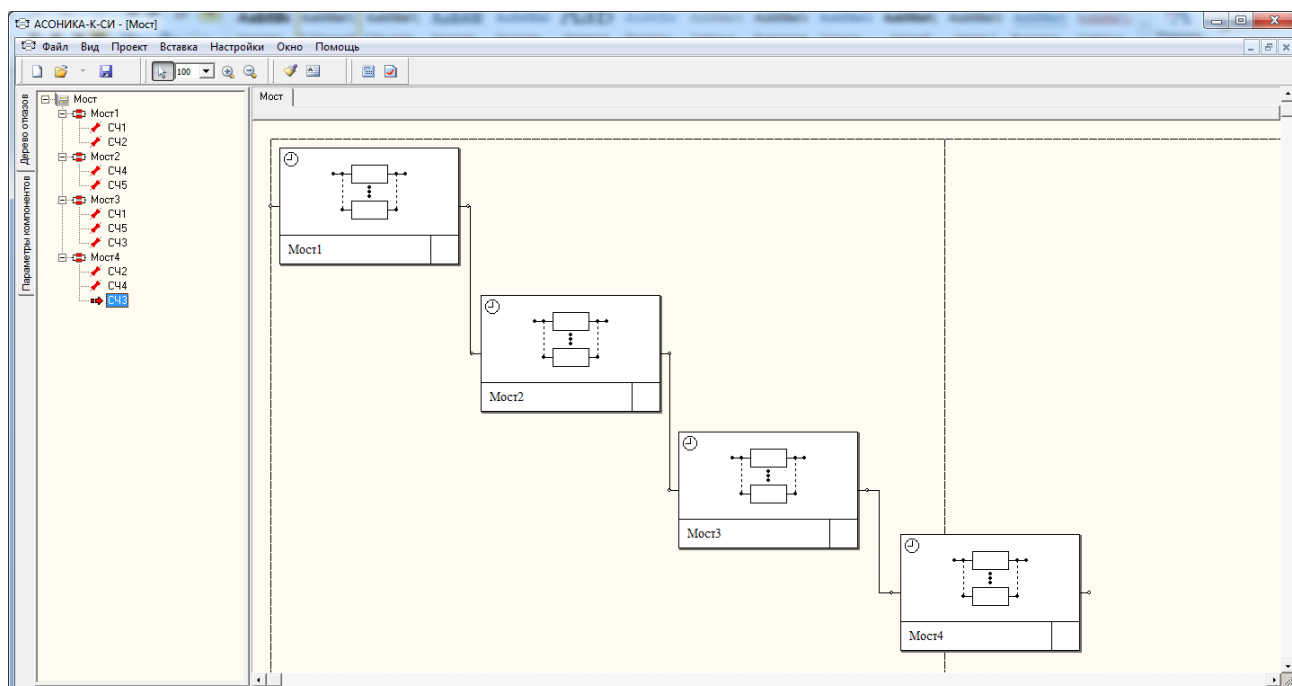 АСОНИКА-К-СИ - [Мост]
Файл Вид Проект Вставка Настройки Окно Помощь
100
Дерево отказов
Параметры компонентов
Мост
Мост1
СЧ1
СЧ2
Мост2
СЧ4
СЧ5
Мост3
СЧ1
СЧ5
СЧ3
Мост4
СЧ2
СЧ4
СЧ3
Мост
Мост1
Мост2
Мост3
Мост4